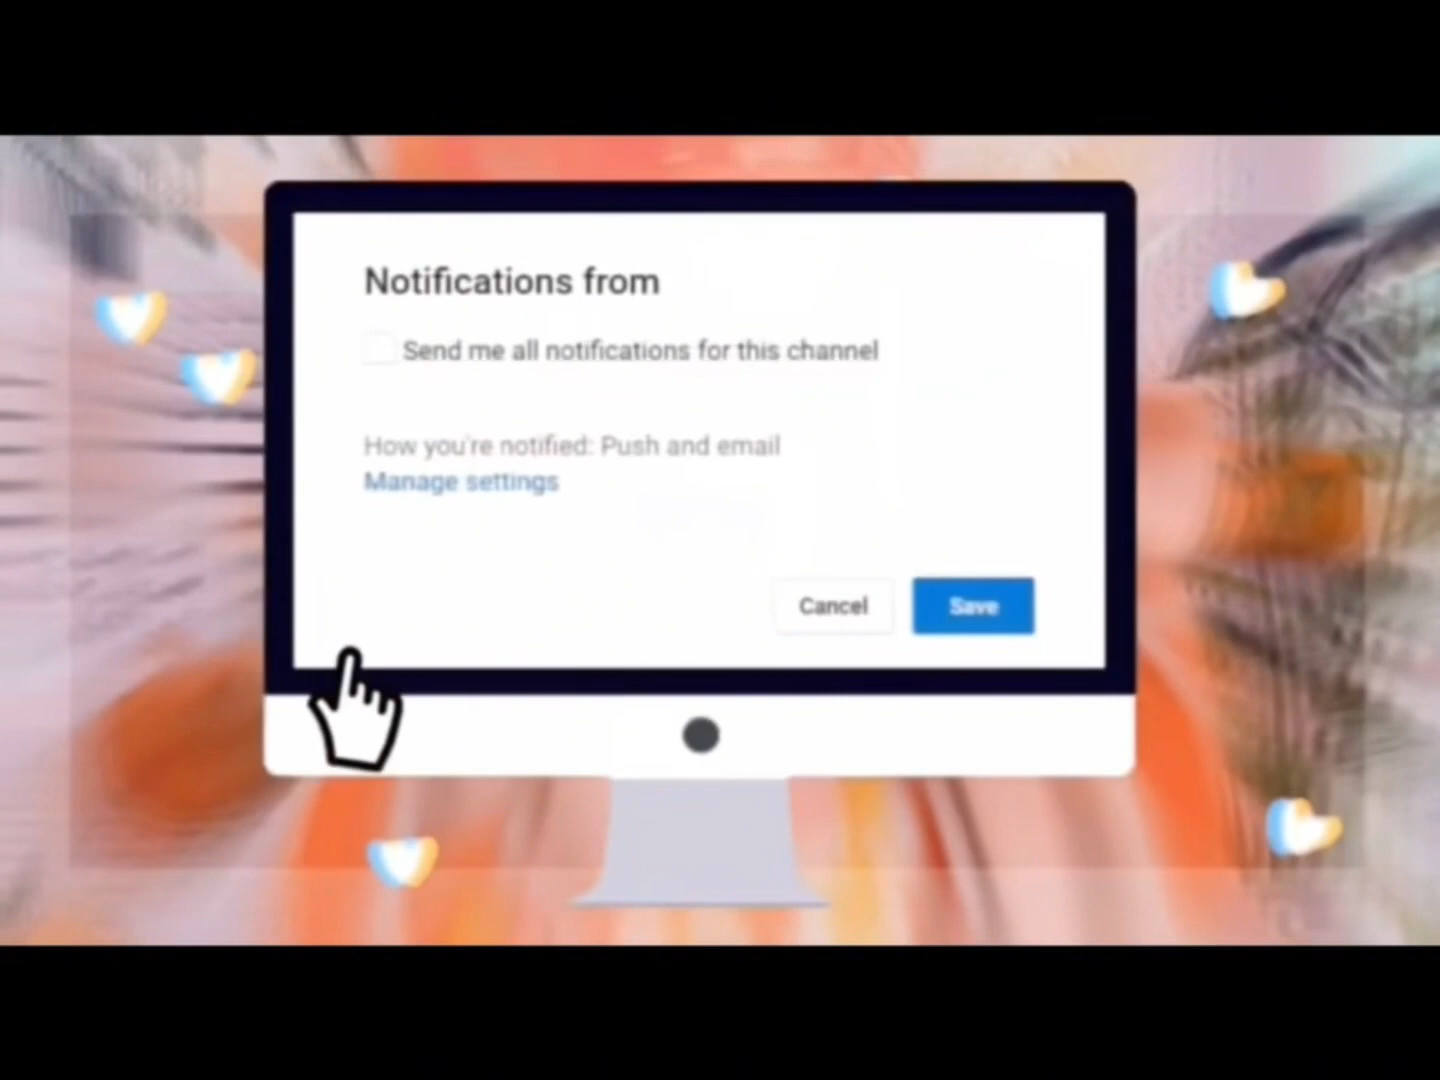 Notifications from
Send me all notifications for this channel
How you're notified: Push and email
Manage settings
Cancel
Save